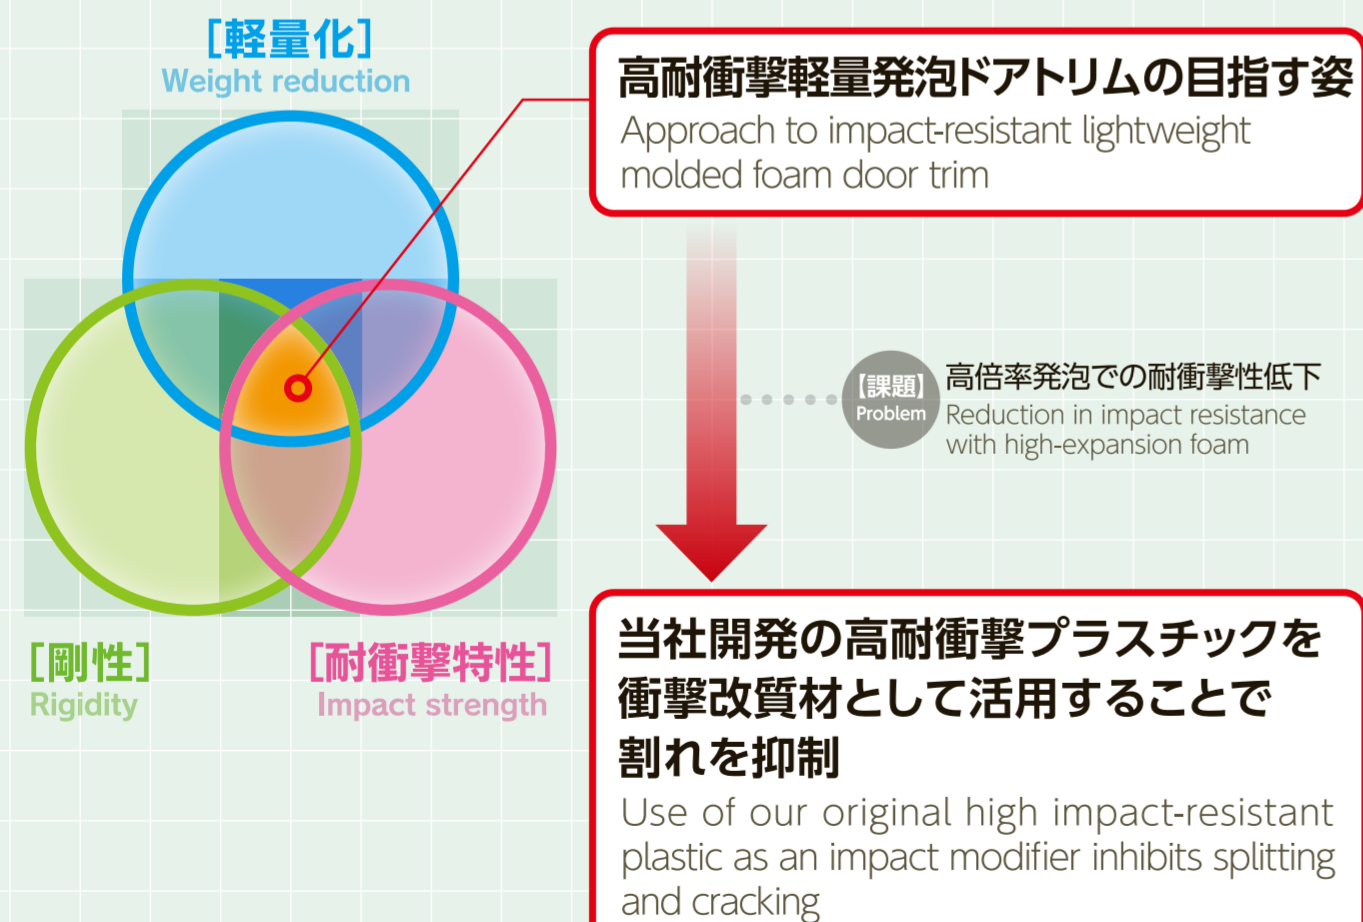 ［軽量化］
Weight reduction
高耐衝撃軽量発泡ドアトリムの目指す姿
Approach to impact-resistant lightweight
molded foam door trim
【課題】
Problem
高倍率発泡での耐衝撃性低下
Reduction in impact resistance
with high-expansion foam
［剛性］
Rigidity
［耐衝撃特性］
Impact strength
当社開発の高耐衝撃プラスチックを
衝撃改質材として活用することで
割れを抑制
Use of our original high impact-resistant
plastic as an impact modifier inhibits splitting
and cracking